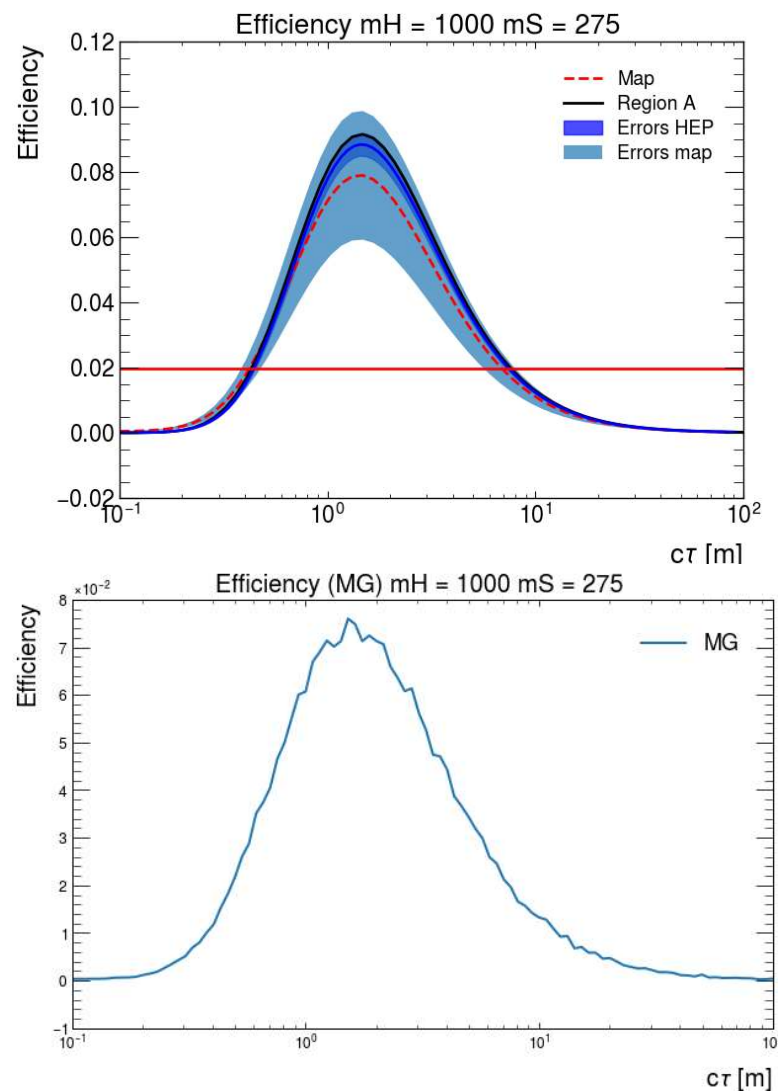 Efficiency mH = 1000 mS = 275
0.12
0.10
0.08
0.06
0.04
0.02
0.00
−0.02
Efficiency
Map
Region A
Errors HEP
Errors map
10⁻¹ 10⁰ 10¹ 10²
cτ [m]
Efficiency (MG) mH = 1000 mS = 275
×10⁻²
8
7
6
5
4
3
2
1
0
−1
Efficiency
MG
10⁻¹ 10⁰ 10¹ 10
cτ [m]